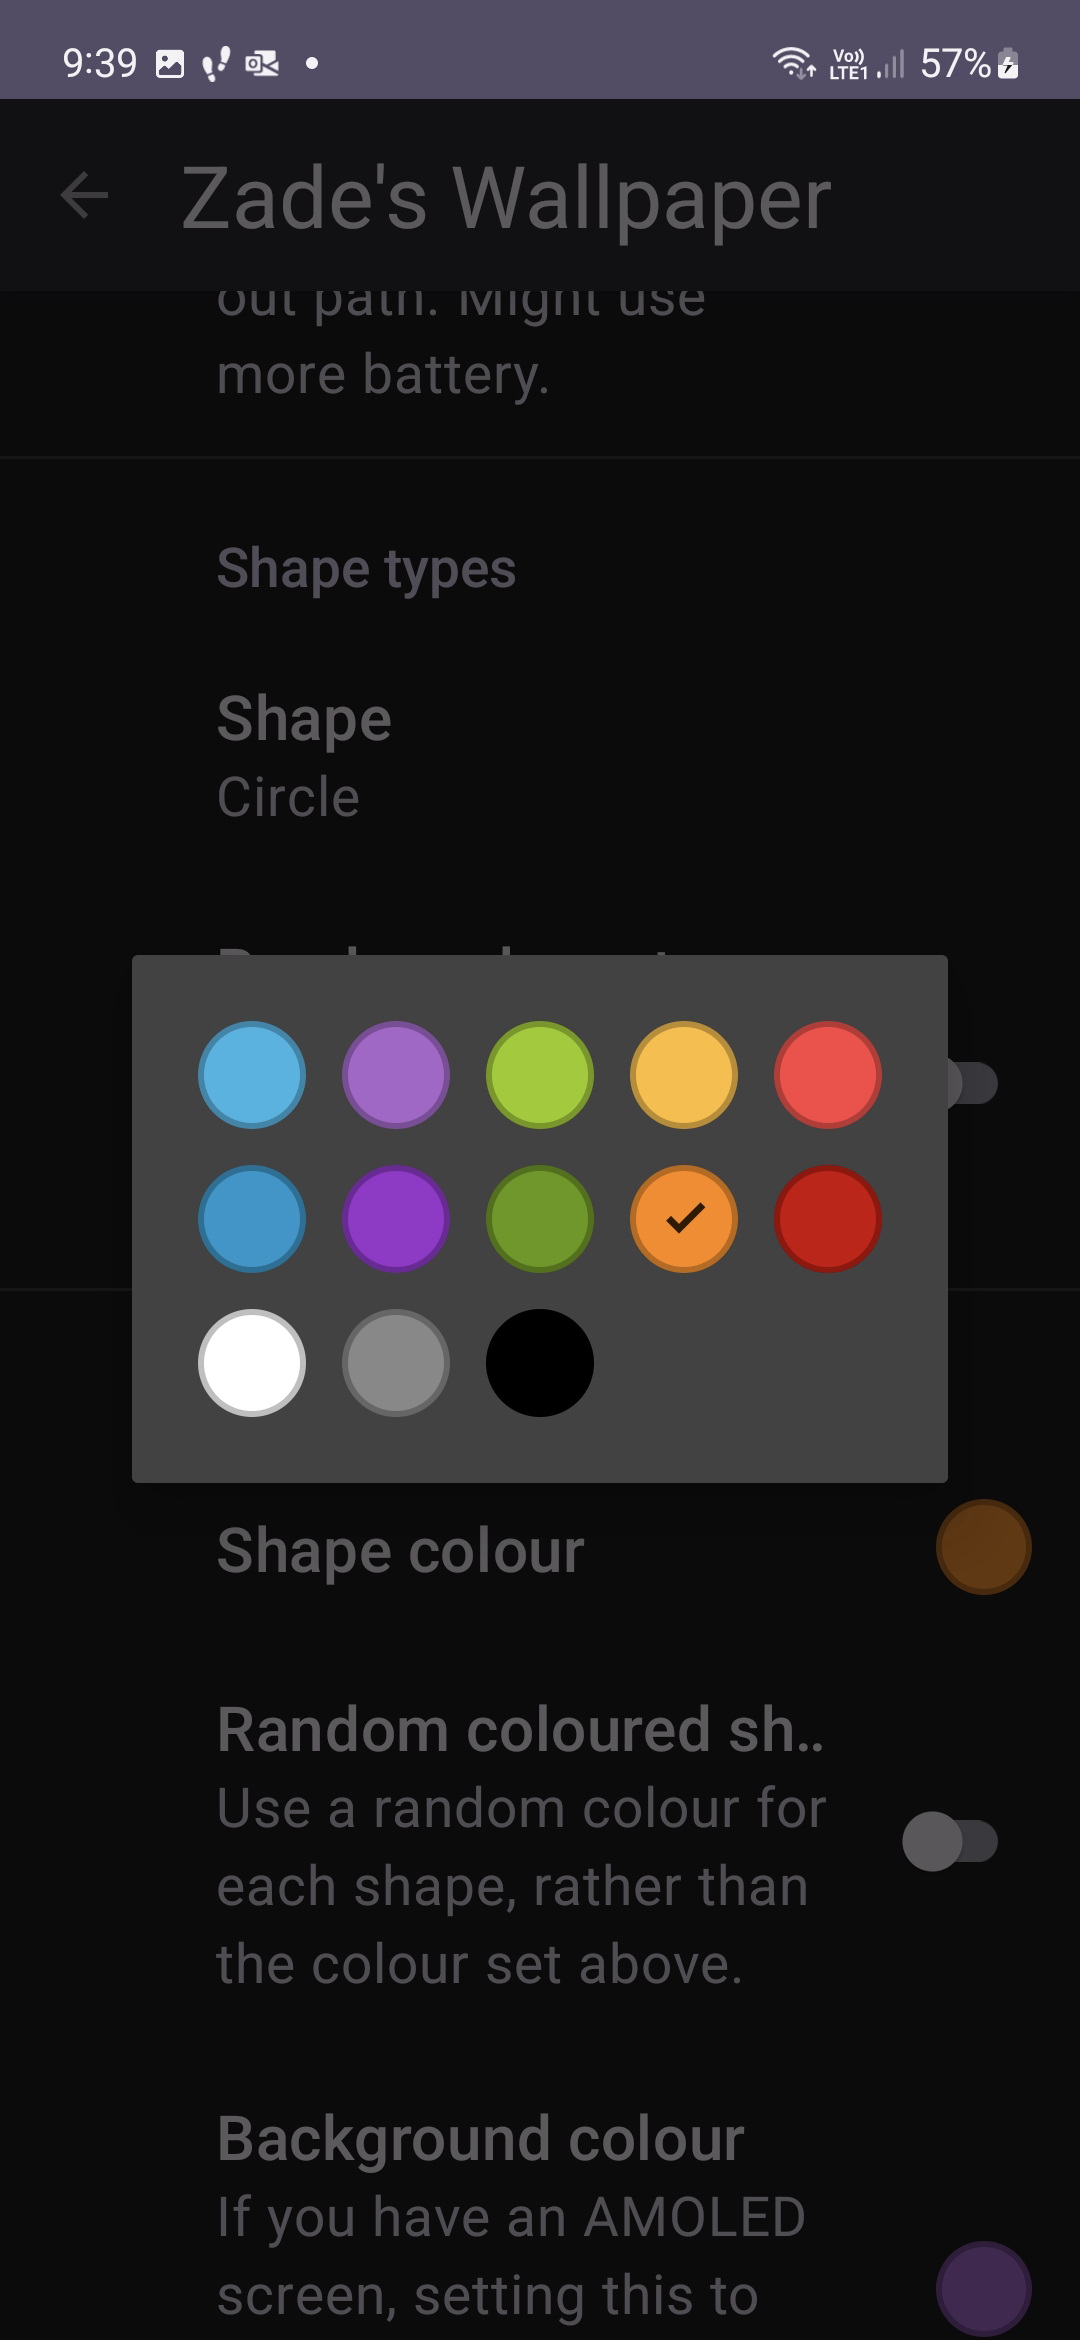 9:39
Vo))
LTE1
57%
Zade's Wallpaper
out path. Might use
more battery.
Shape types
Shape
Circle
Shape colour
Random coloured sh..
Use a random colour for
each shape, rather than
the colour set above.
Background colour
If you have an AMOLED
screen, setting this to